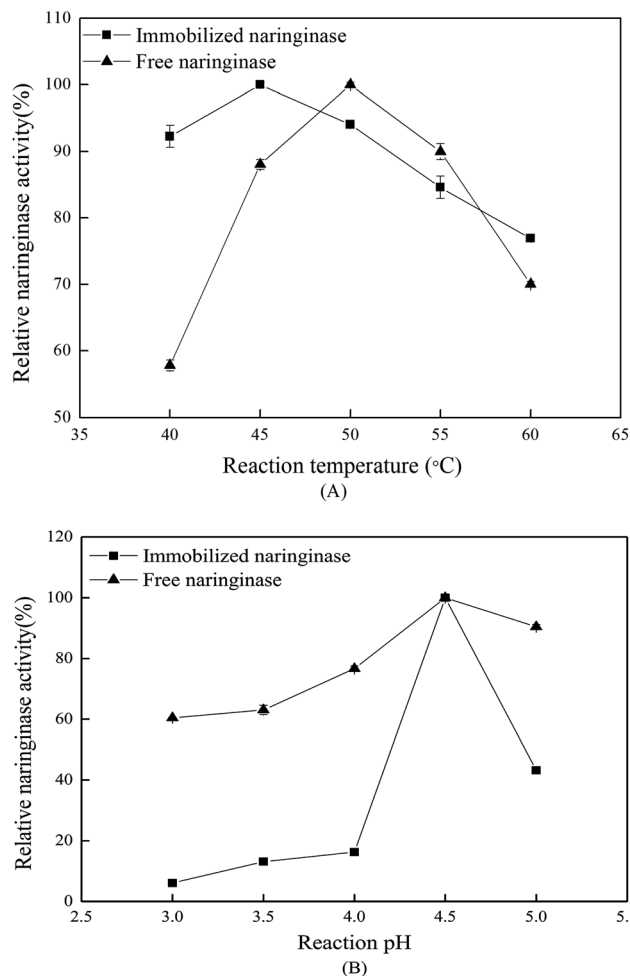 110
100
90
80
70
60
50
Relative naringinase activity(%)
Immobilized naringinase
Free naringinase
35 40 45 50 55 60 65
Reaction temperature (°C)
(A)
120
100
80
60
40
20
0
Relative naringinase activity(%)
Immobilized naringinase
Free naringinase
2.5 3.0 3.5 4.0 4.5 5.0 5.
Reaction pH
(B)